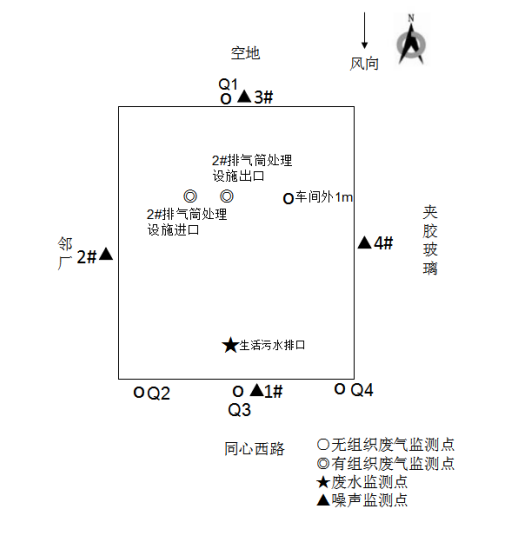 N
空地
风向
Q1
3#
2#排气筒处理
设施出口
车间外1m
2#排气筒处理
设施进口
夹
胶
玻
璃
邻
厂
2#
4#
生活污水排口
Q2
1#
Q4
Q3
同心西路
○无组织废气监测点
◎有组织废气监测点
★废水监测点
▲噪声监测点